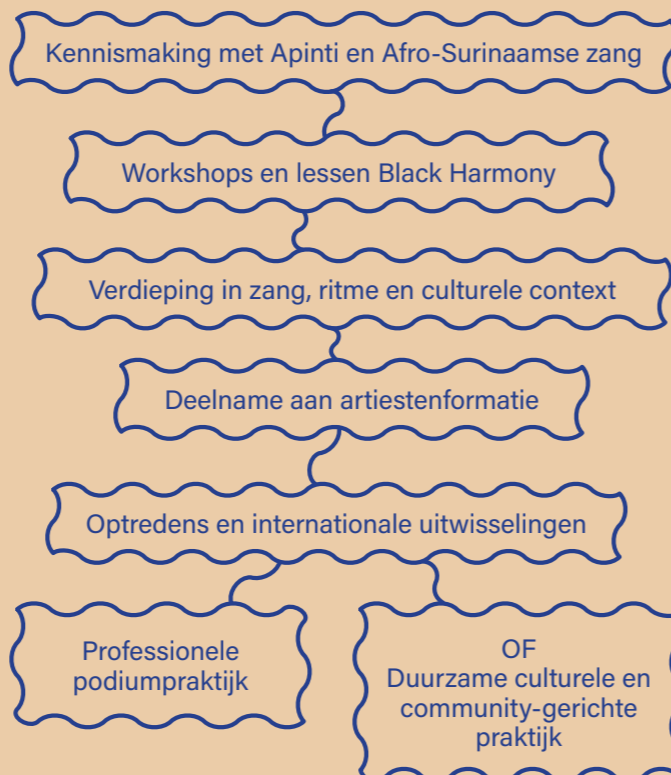 Kennismaking met Apinti en Afro-Surinaamse zang
Workshops en lessen Black Harmony
Verdieping in zang, ritme en culturele context
Deelname aan artiestenformatie
Optredens en internationale uitwisselingen
Professionele
podiumpraktijk
OF
Duurzame culturele en
community-gerichte
praktijk